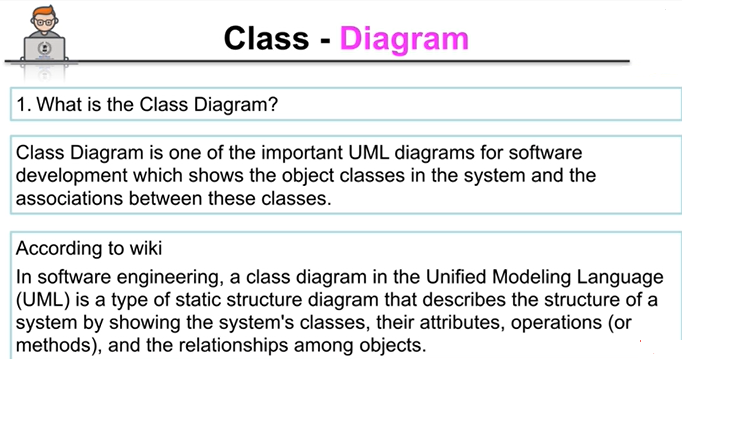 Class - Diagram
1. What is the Class Diagram?
Class Diagram is one of the important UML diagrams for software
development which shows the object classes in the system and the
associations between these classes.
According to wiki
In software engineering, a class diagram in the Unified Modeling Language
(UML) is a type of static structure diagram that describes the structure of a
system by showing the system's classes, their attributes, operations (or
methods), and the relationships among objects.